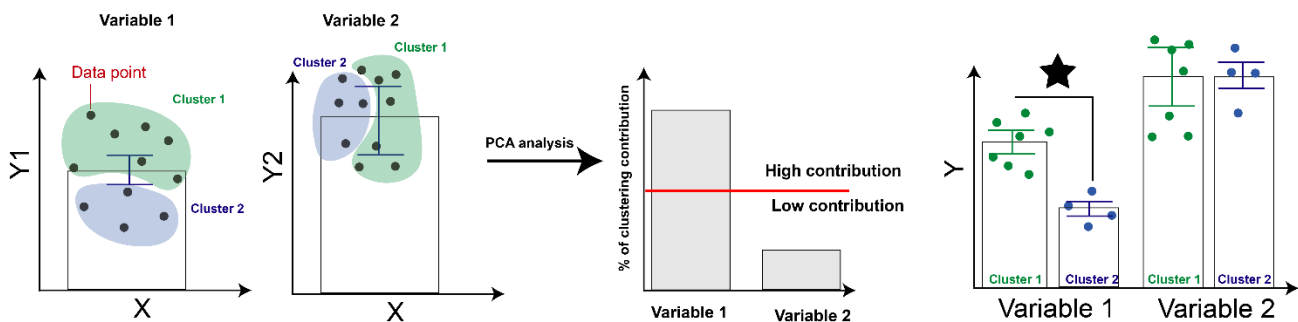 Variable 1
Data point
Cluster 1
Cluster 2
Y1
X
Variable 2
Cluster 1
Cluster 2
Y2
X
PCA analysis
% of clustering contribution
High contribution
Low contribution
Variable 1
Variable 2
Y
Cluster 1
Cluster 2
Cluster 1
Cluster 2
Variable 1
Variable 2